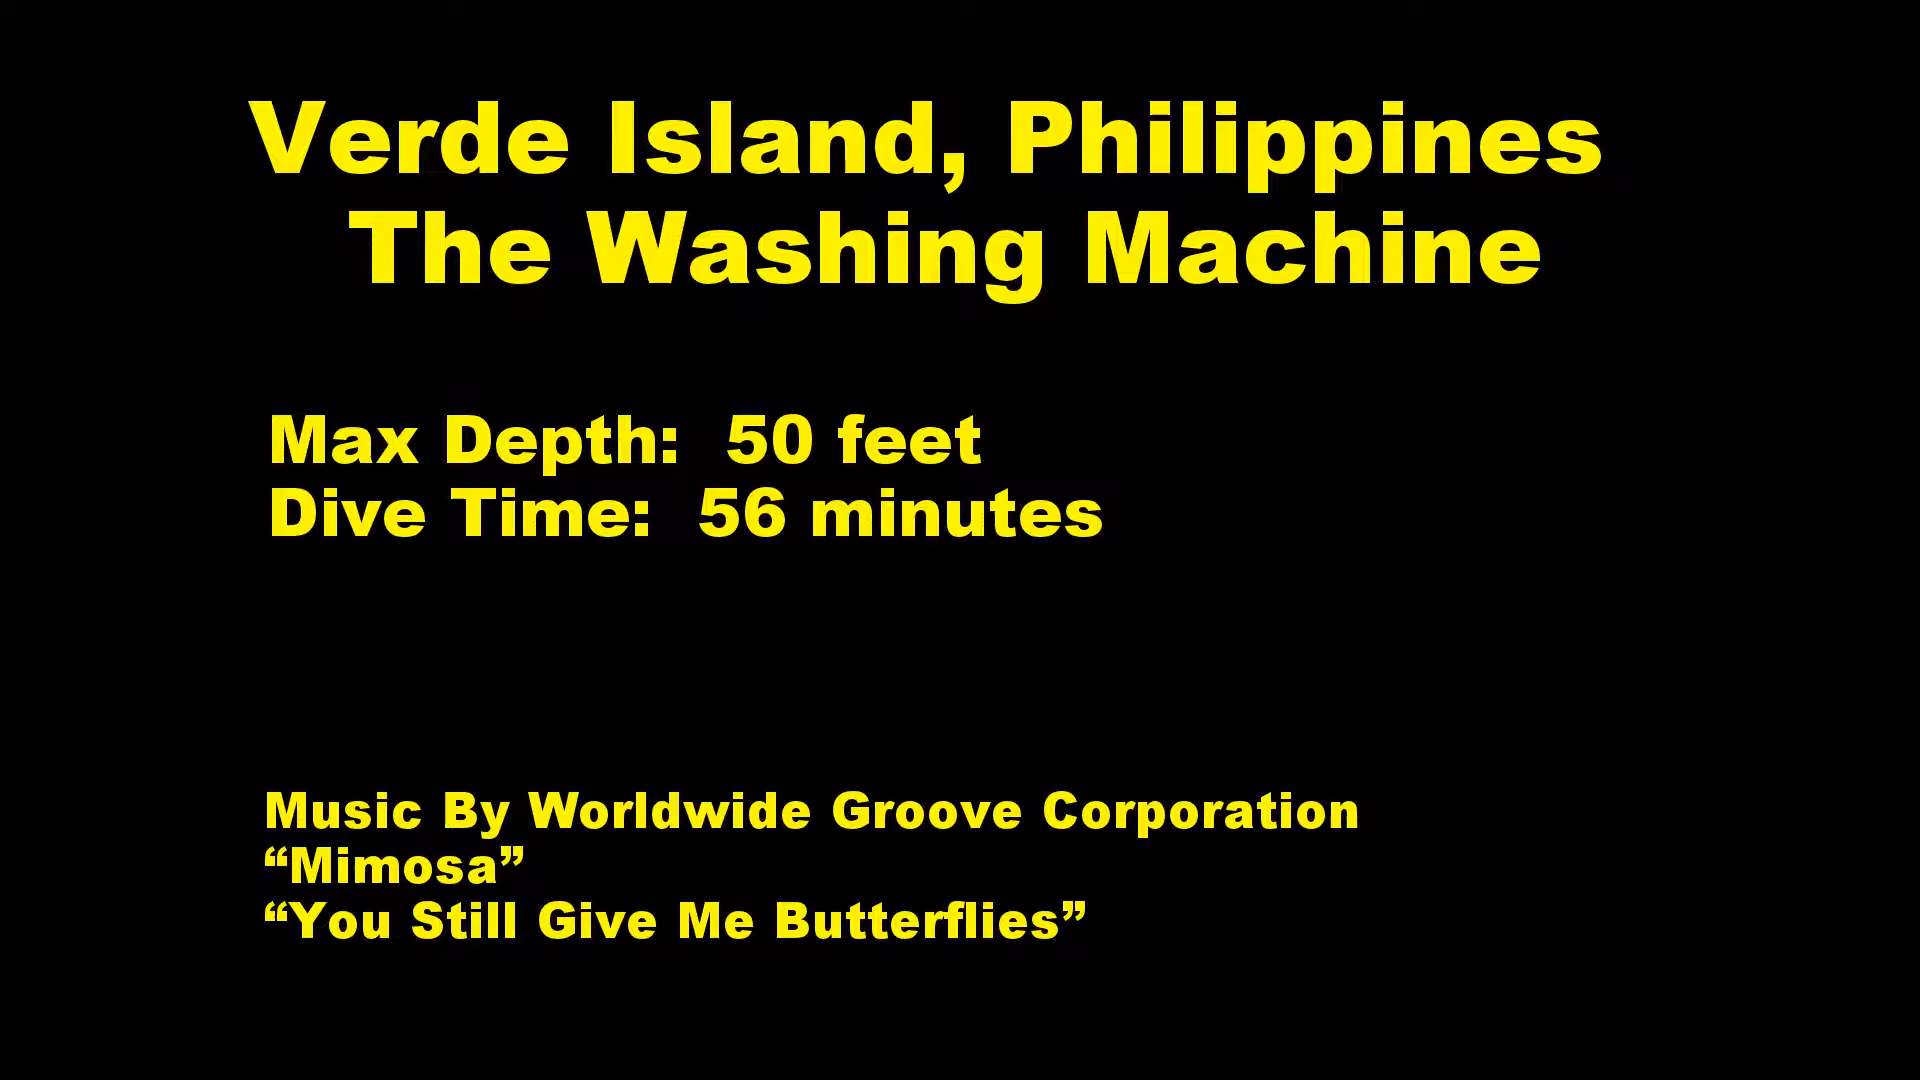 Verde Island, Philippines
The Washing Machine
Max Depth:  50 feet
Dive Time:  56 minutes
Music By Worldwide Groove Corporation
“Mimosa”
“You Still Give Me Butterflies”